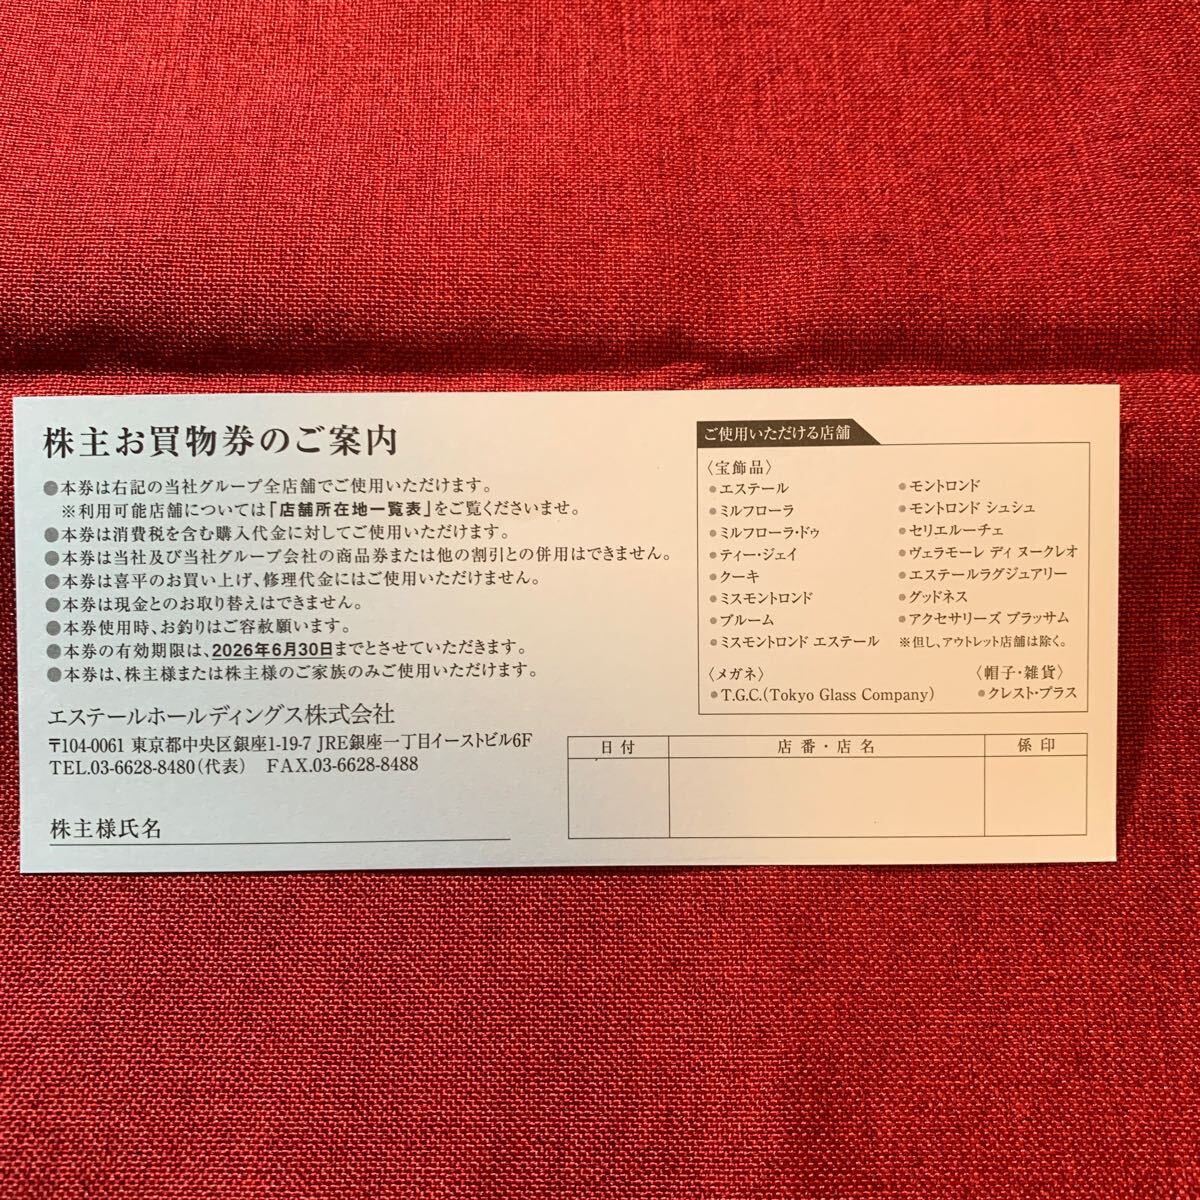 株主お買物券のご案内
●本券は右記の当社グループ全店舗でご使用いただけます。
※利用可能店舗については「店舗所在地一覧表」をご覧くださいませ。
●本券は消費税を含む購入代金に対してご使用いただけます。
●本券は当社及び当社グループ会社の商品券または他の割引との併用はできません。
●本券は喜平のお買い上げ、修理代金にはご使用いただけません。
●本券は現金とのお取り替えはできません。
●本券使用時、お釣りはご容赦願います。
●本券の有効期限は、2026年6月30日までとさせていただきます。
●本券は、株主様または株主様のご家族のみご使用いただけます。
エステールホールディングス株式会社
〒104-0061 東京都中央区銀座1-19-7 JRE銀座一丁目イーストビル6F
TEL.03-6628-8480（代表） FAX.03-6628-8488
株主様氏名
ご使用いただける店舗
〈宝飾品〉
●エステール
●ミルフローラ
●ミルフローラ・ドゥ
●ティー・ジェイ
●クーキ
●ミスモントロンド
●ブルーム
●ミスモントロンド エステール
●モントロンド
●モントロンド シュシュ
●セリエルーチェ
●ヴェラモーレ ディ ヌークレオ
●エステールラグジュアリー
●グッドネス
●アクセサリーズ ブラッサム
※但し、アウトレット店舗は除く。
〈メガネ〉
●T.G.C.（Tokyo Glass Company）
〈帽子・雑貨〉
●クレスト・プラス
日付 店番・店名 係印